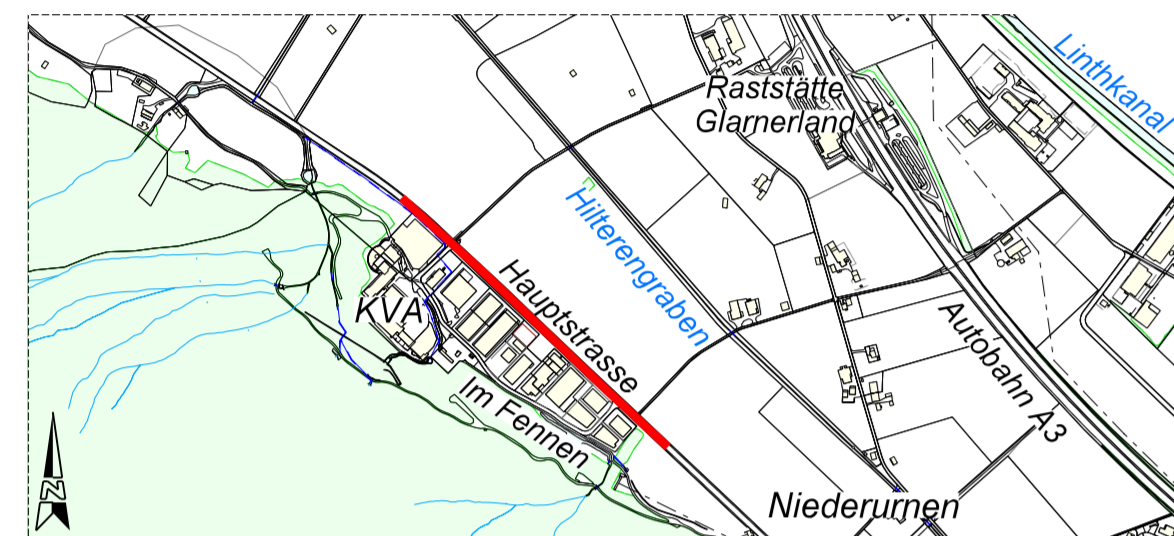 Linthkanal
Raststätte
Glarnerland
Hilterengraben
Hauptstrasse
KVA
Autobahn A3
Im Fennen
Niederurnen
N